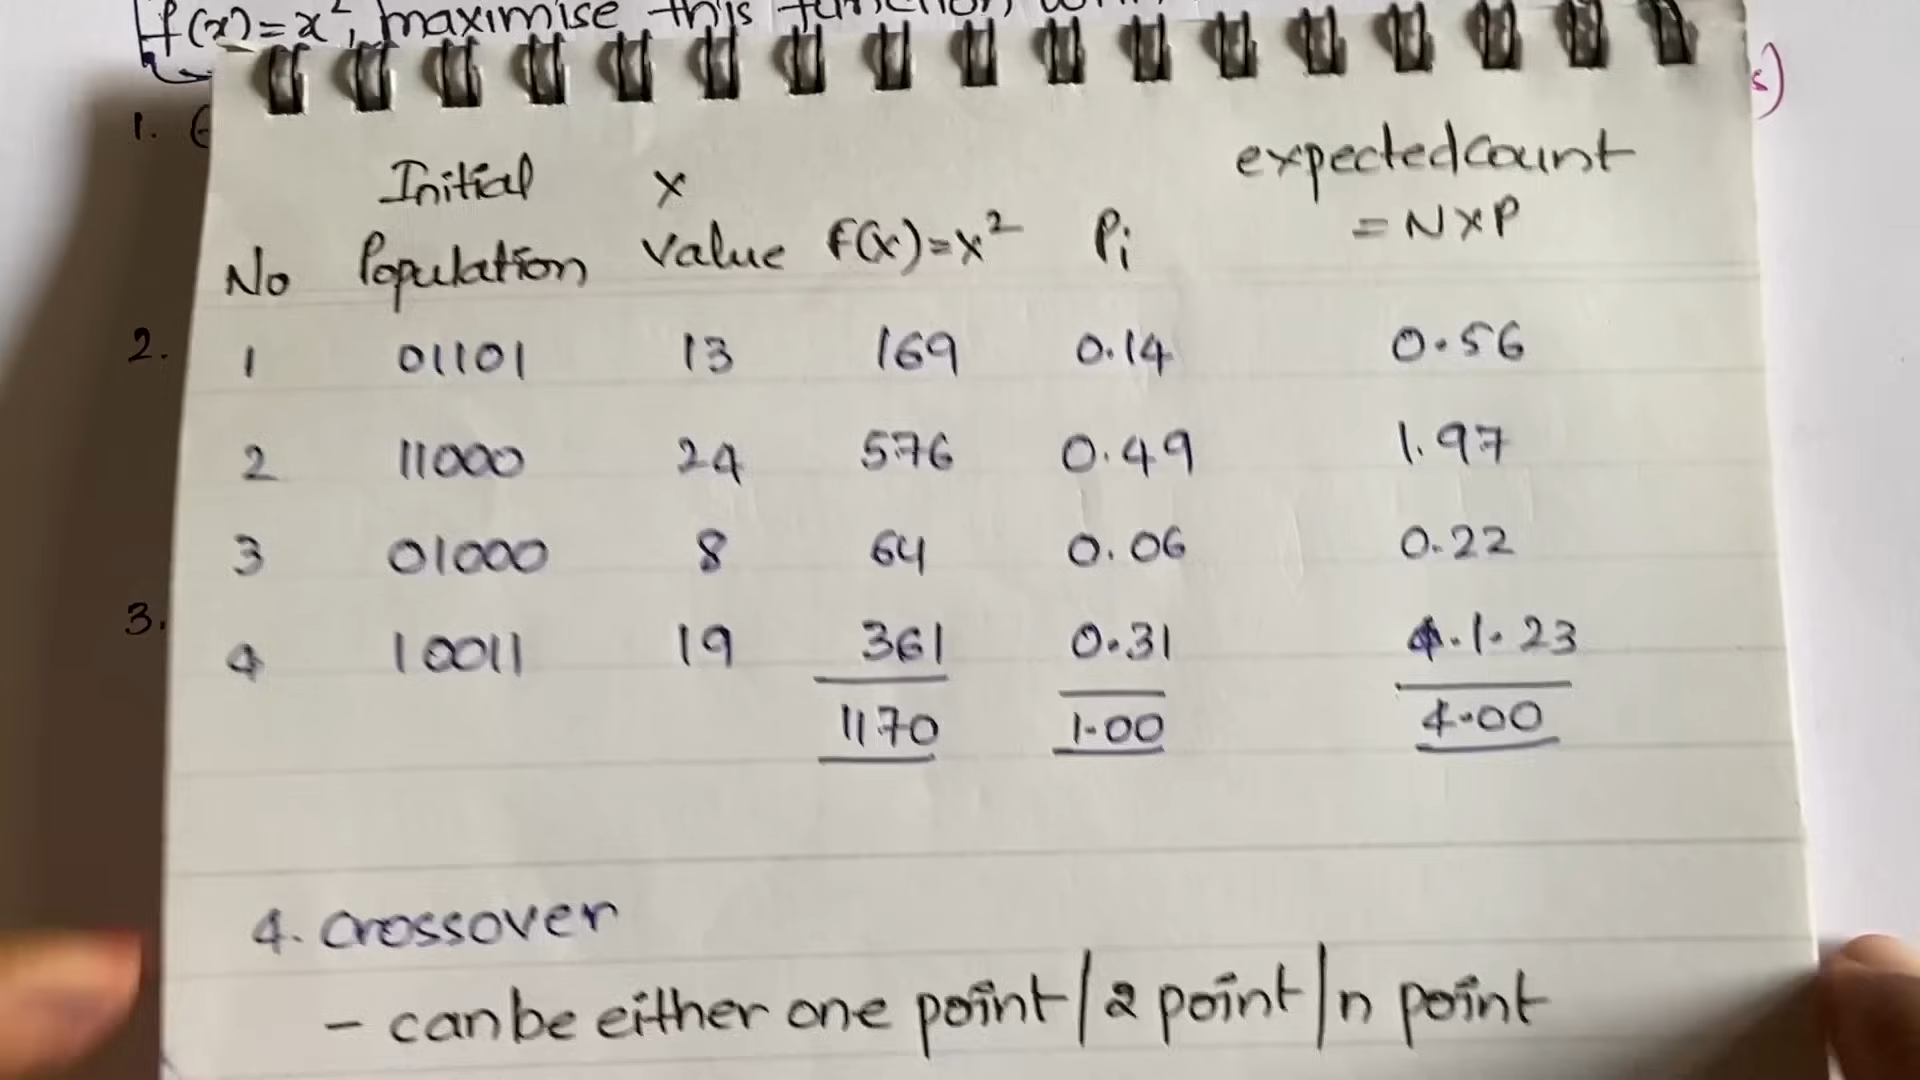 f(x)=x², maximise this function
s)
1.
Initial x expectedcount
No Population value f(x)=x² Pi =NxP
2.
1 01101 13 169 0.14 0.56
2 11000 24 576 0.49 1.97
3 01000 8 64 0.06 0.22
3.
4 10011 19 361 0.31 1.23
1170 1.00 4.00
4. Crossover
- can be either one point/2 point/n point